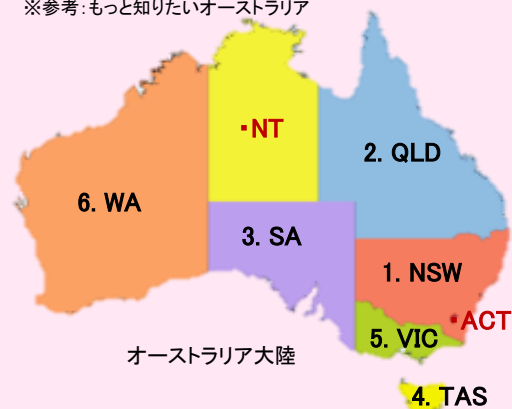 ※参考：もっと知りたいオーストラリア
NT
2. QLD
6. WA
3. SA
1. NSW
ACT
5. VIC
オーストラリア大陸
4. TAS